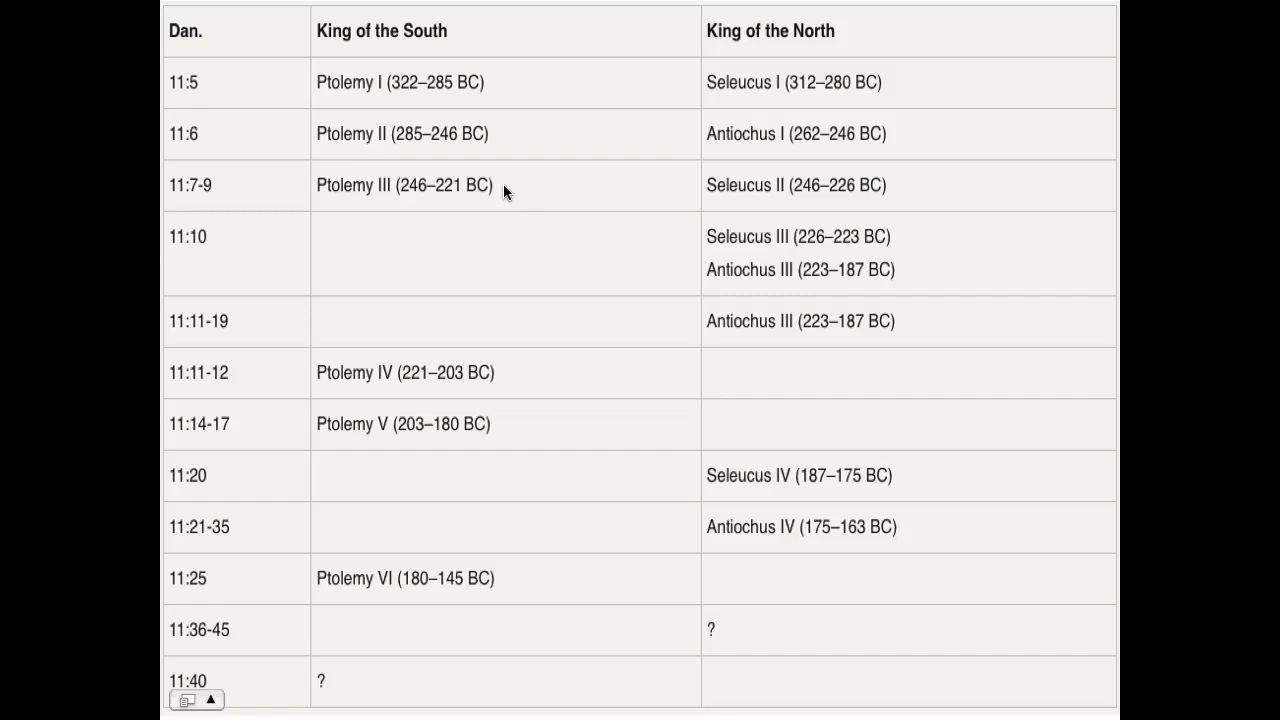 Dan. King of the South King of the North
11:5 Ptolemy I (322–285 BC) Seleucus I (312–280 BC)
11:6 Ptolemy II (285–246 BC) Antiochus I (262–246 BC)
11:7-9 Ptolemy III (246–221 BC) Seleucus II (246–226 BC)
11:10 Seleucus III (226–223 BC)
Antiochus III (223–187 BC)
11:11-19 Antiochus III (223–187 BC)
11:11-12 Ptolemy IV (221–203 BC)
11:14-17 Ptolemy V (203–180 BC)
11:20 Seleucus IV (187–175 BC)
11:21-35 Antiochus IV (175–163 BC)
11:25 Ptolemy VI (180–145 BC)
11:36-45 ?
11:40 ?